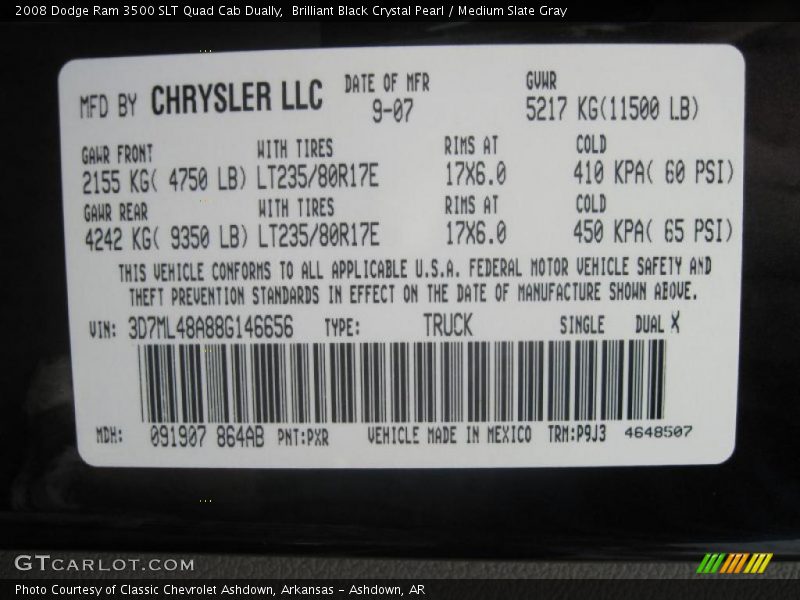 2008 Dodge Ram 3500 SLT Quad Cab Dually,  Brilliant Black Crystal Pearl / Medium Slate Gray
MFD BY CHRYSLER LLC DATE OF MFR GVWR
9-07 5217 KG(11500 LB)
GAWR FRONT WITH TIRES RIMS AT COLD
2155 KG( 4750 LB) LT235/80R17E 17X6.0 410 KPA( 60 PSI)
GAWR REAR WITH TIRES RIMS AT COLD
4242 KG( 9350 LB) LT235/80R17E 17X6.0 450 KPA( 65 PSI)
THIS VEHICLE CONFORMS TO ALL APPLICABLE U.S.A. FEDERAL MOTOR VEHICLE SAFETY AND
THEFT PREVENTION STANDARDS IN EFFECT ON THE DATE OF MANUFACTURE SHOWN ABOVE.
VIN: 3D7ML48A88G146656 TYPE: TRUCK SINGLE DUAL X
MDH: 091907 864AB PNT:PXR VEHICLE MADE IN MEXICO TRM:P9J3 4648507
GTCARLOT.COM
Photo Courtesy of Classic Chevrolet Ashdown, Arkansas - Ashdown, AR